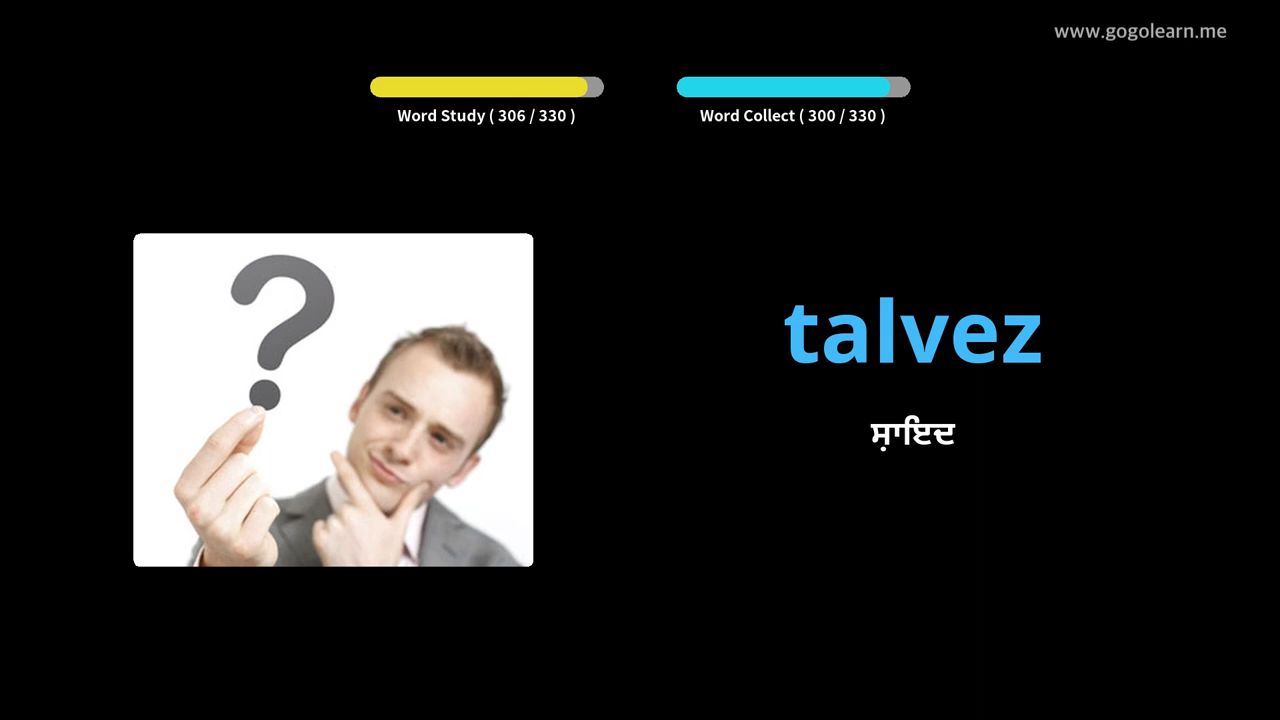 www.gogolearn.me
Word Study ( 306 / 330 )
Word Collect ( 300 / 330 )
?
talvez
ਸ਼ਾਇਦ